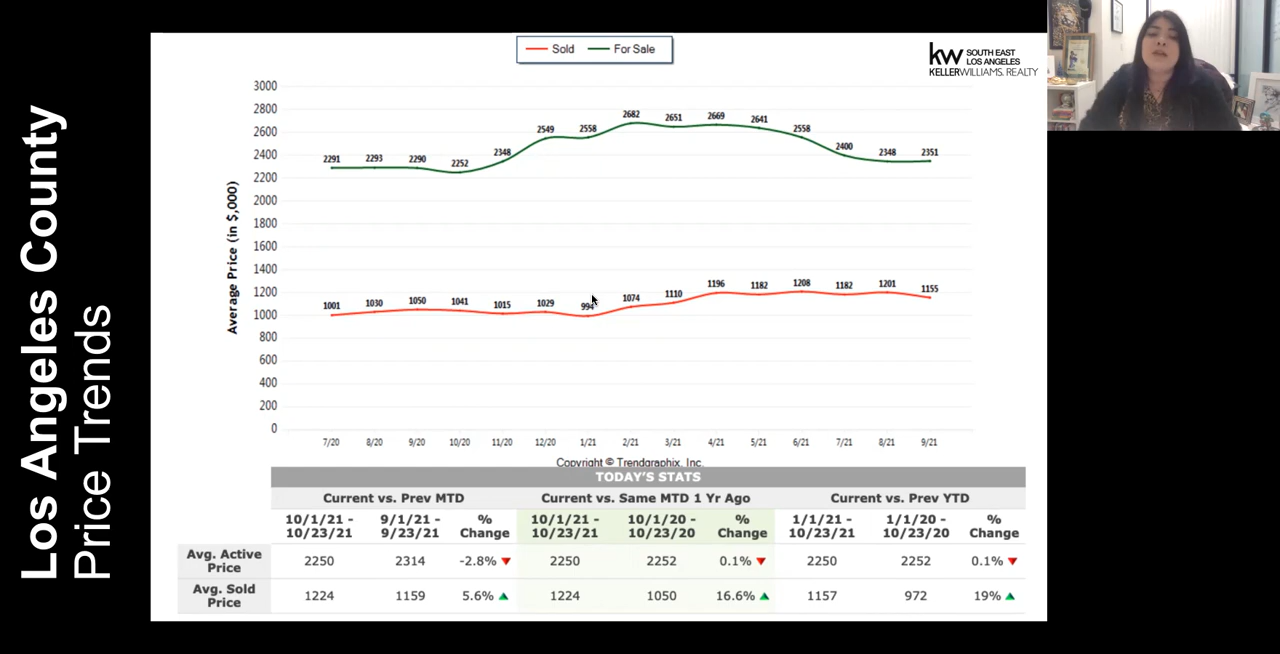 Los Angeles County
Price Trends
Sold For Sale
kw SOUTH EAST
LOS ANGELES
KELLERWILLIAMS. REALTY
Average Price (in $,000)
3000
2800
2600
2400
2200
2000
1800
1600
1400
1200
1000
800
600
400
200
0
2291 2293 2290 2252 2348 2549 2558 2682 2651 2669 2641 2558 2400 2348 2351
1001 1030 1050 1041 1015 1029 994 1074 1110 1196 1182 1208 1182 1201 1155
7/20 8/20 9/20 10/20 11/20 12/20 1/21 2/21 3/21 4/21 5/21 6/21 7/21 8/21 9/21
Copyright © Trendgraphix, Inc.
TODAY'S STATS
Current vs. Prev MTD Current vs. Same MTD 1 Yr Ago Current vs. Prev YTD
10/1/21 - 9/1/21 - % 10/1/21 - 10/1/20 - % 1/1/21 - 1/1/20 - %
10/23/21 9/23/21 Change 10/23/21 10/23/20 Change 10/23/21 10/23/20 Change
Avg. Active
Price 2250 2314 -2.8% 2250 2252 0.1% 2250 2252 0.1%
Avg. Sold
Price 1224 1159 5.6% 1224 1050 16.6% 1157 972 19%